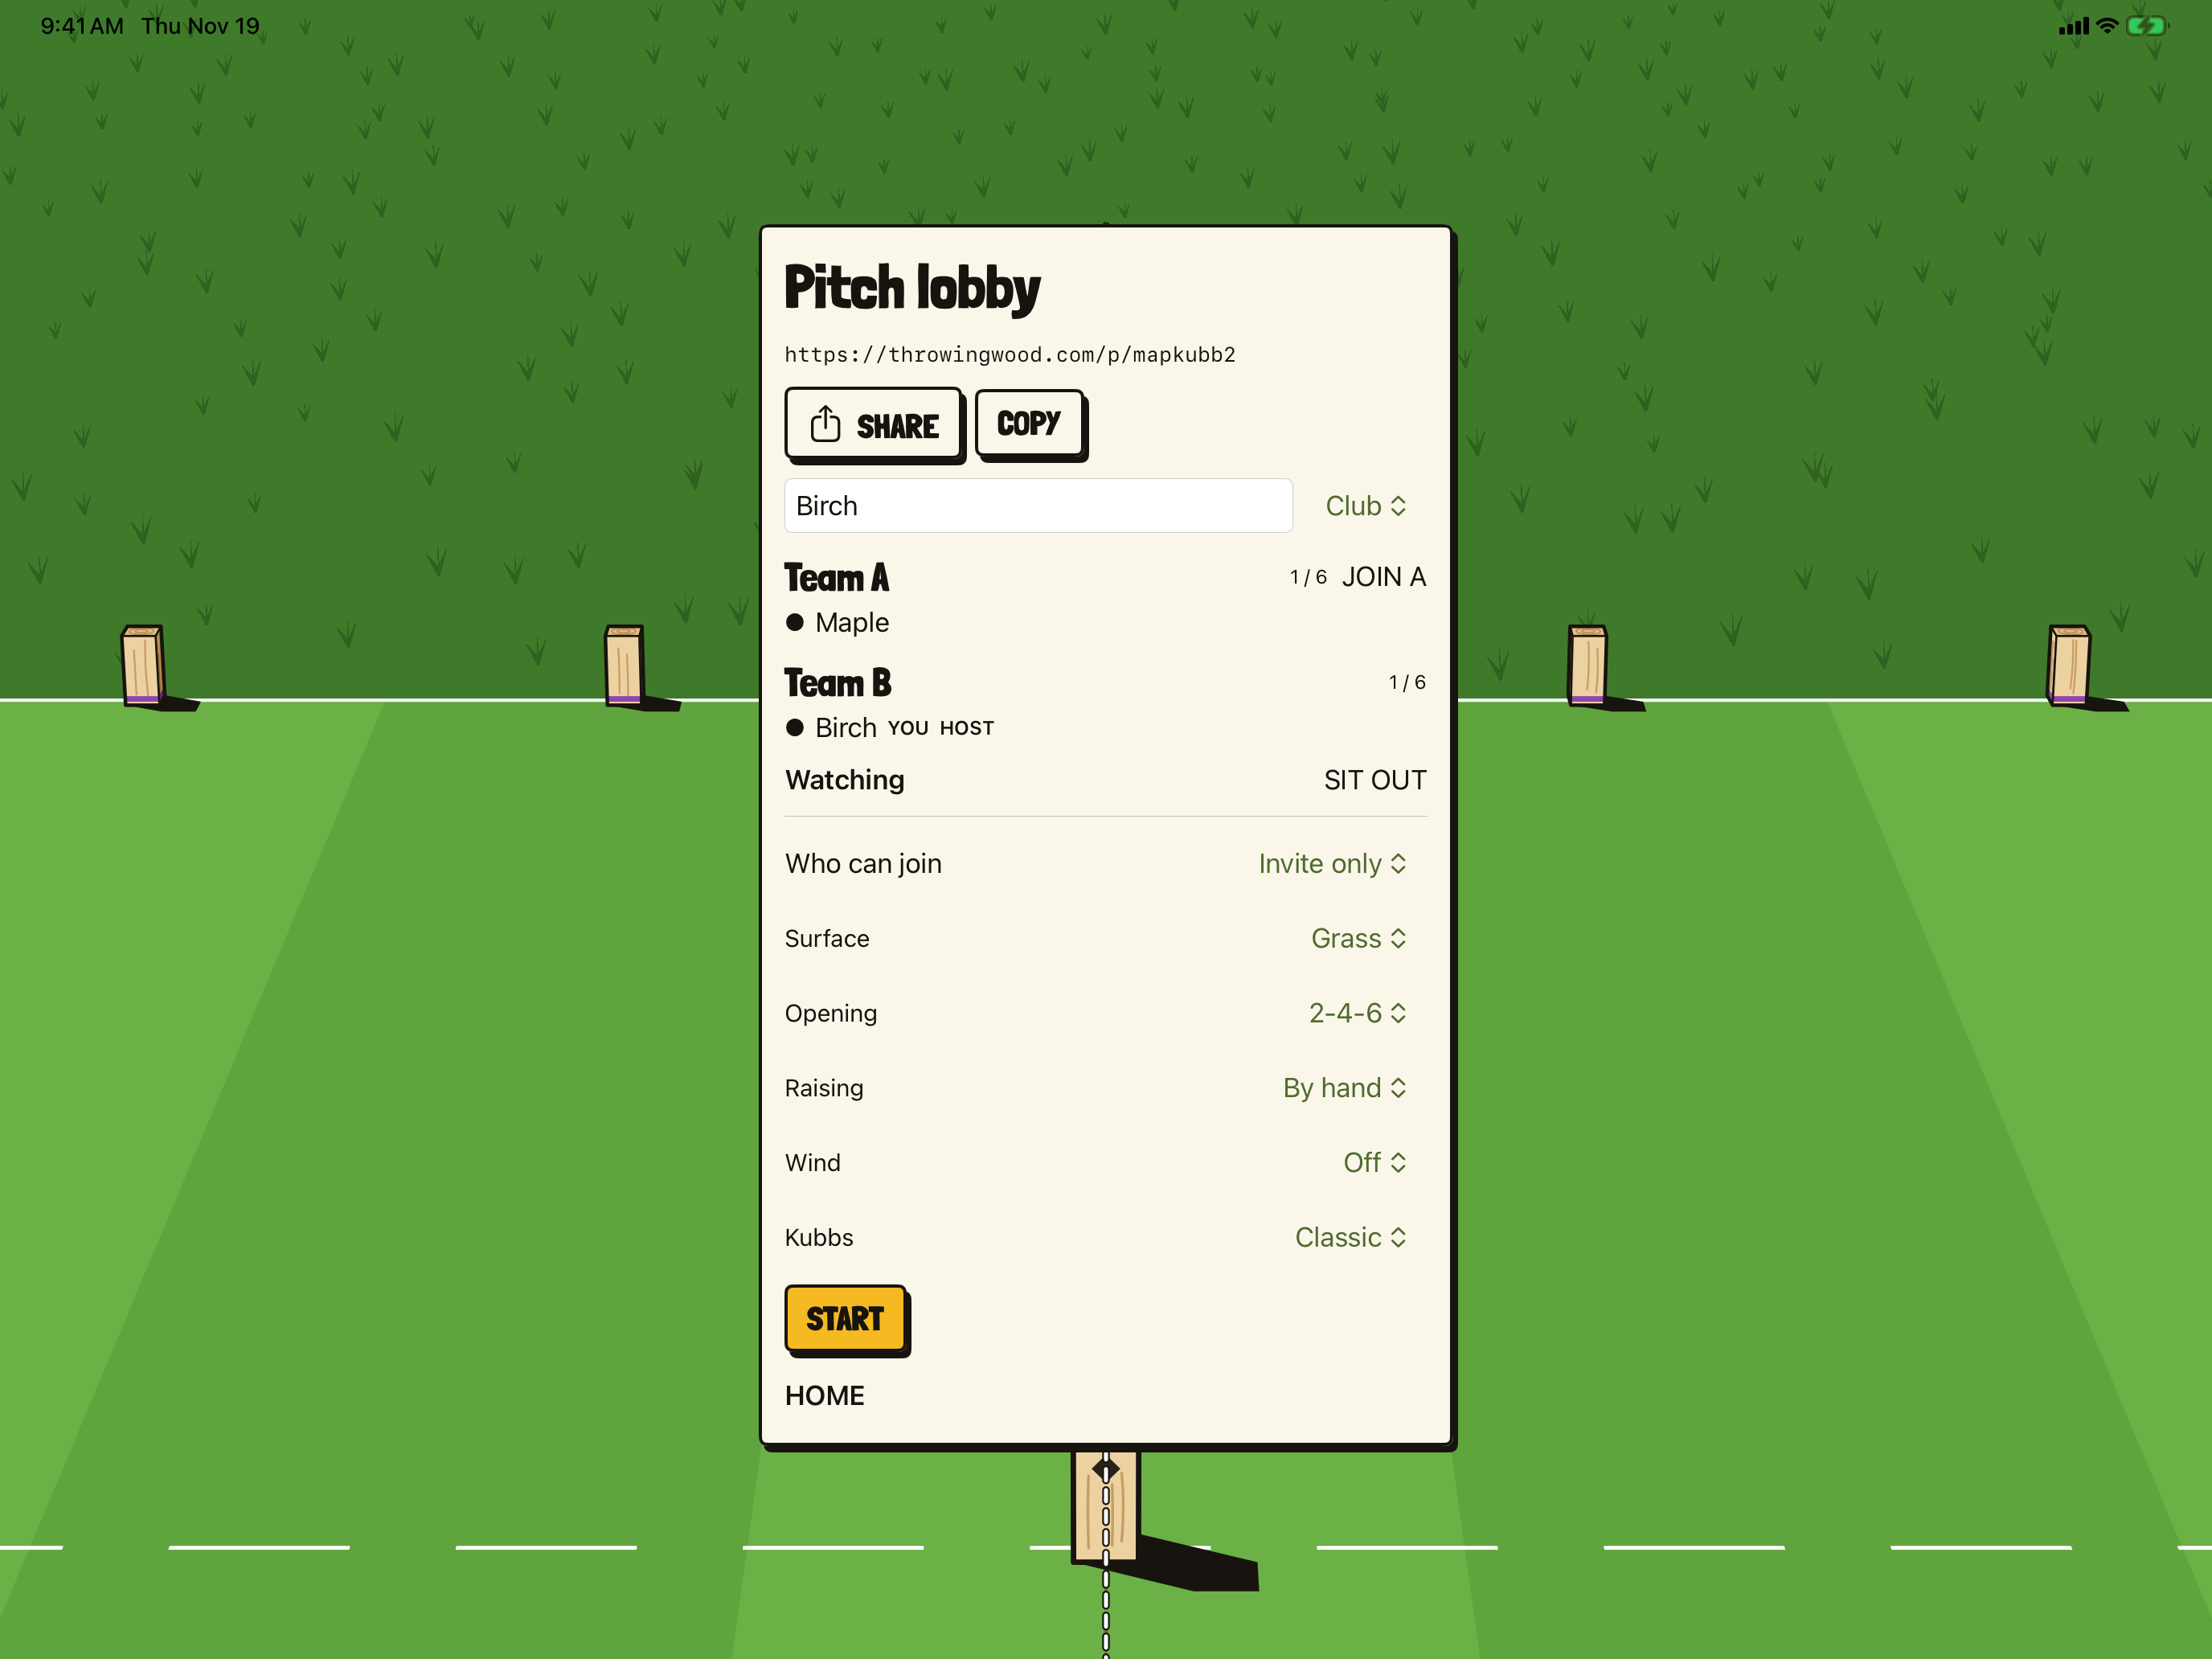 9:41 AM Thu Nov 19
Pitch lobby
https://throwingwood.com/p/mapkubb2
SHARE COPY
Birch Club
Team A 1 / 6 JOIN A
Maple
Team B 1 / 6
Birch YOU HOST
Watching SIT OUT
Who can join Invite only
Surface Grass
Opening 2-4-6
Raising By hand
Wind Off
Kubbs Classic
START
HOME